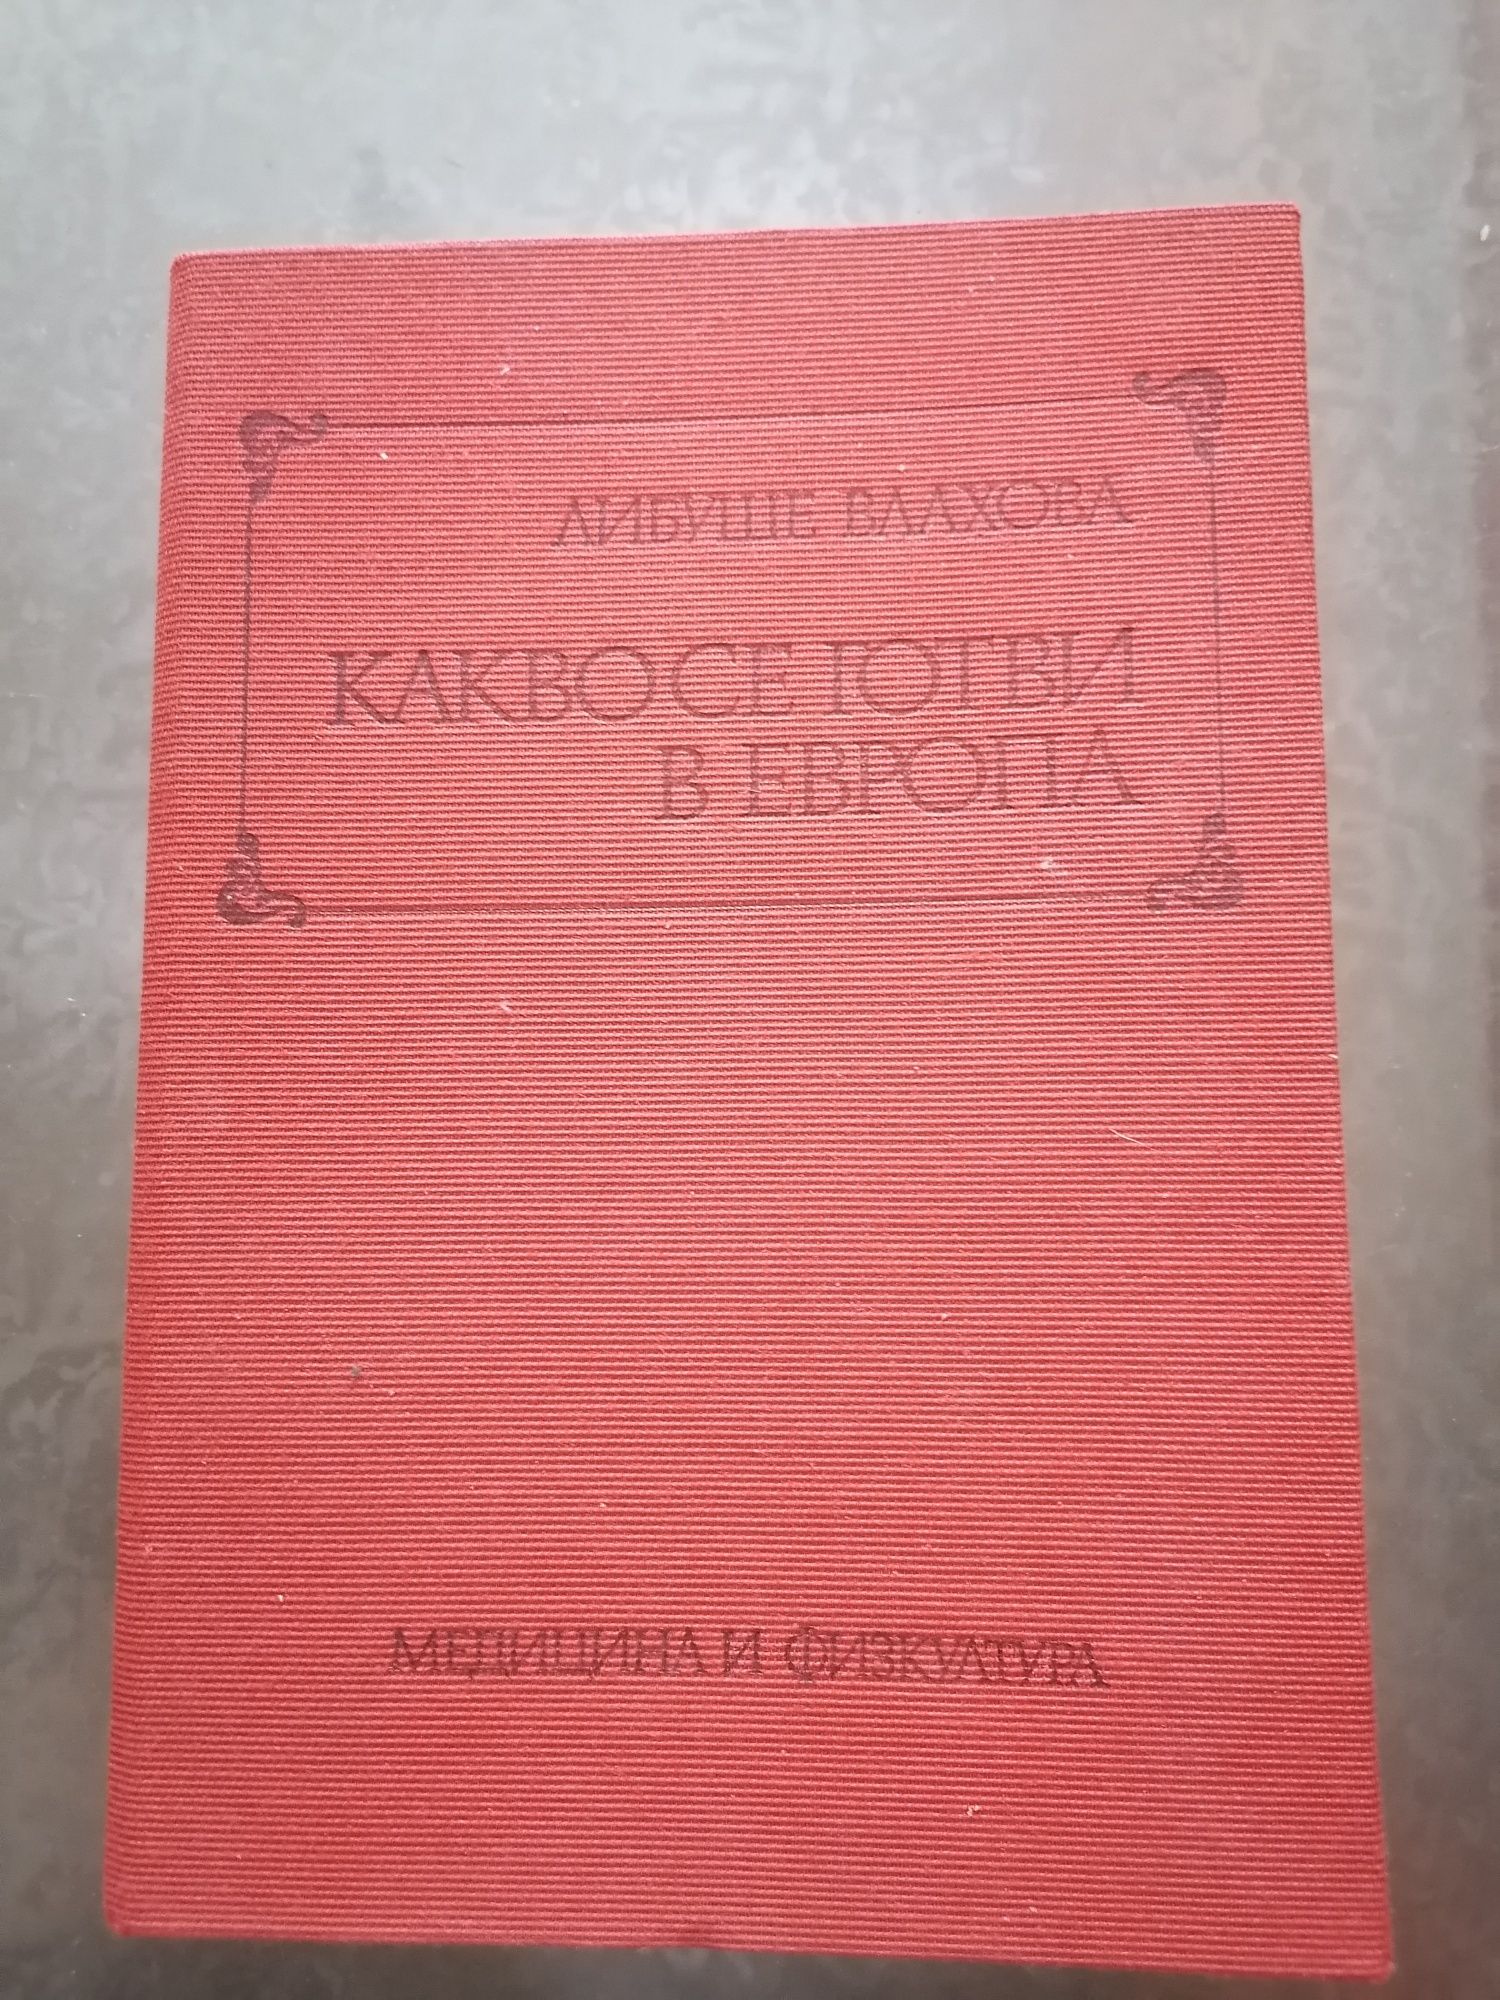 ЛИБУШЕ ВЛАХОВА
КАКВО СЕ ГОТВИ
В ЕВРОПА
МЕДИЦИНА И ФИЗКУЛТУРА